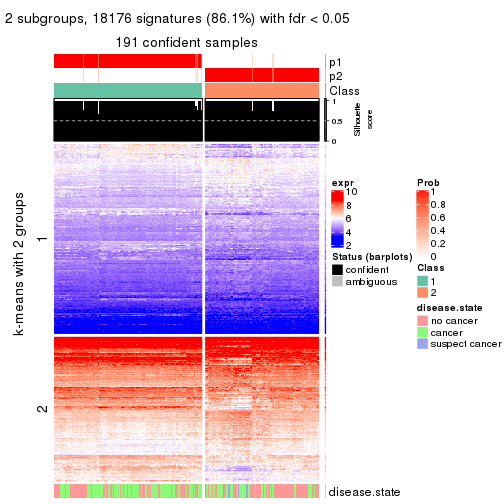 2 subgroups, 18176 signatures (86.1%) with fdr < 0.05
191 confident samples
p1
p2
Class
1
0.5
0
Silhouette
score
k-means with 2 groups
1
2
expr
10
8
6
4
2
Status (barplots)
confident
ambiguous
Prob
1
0.8
0.6
0.4
0.2
0
Class
1
2
disease.state
no cancer
cancer
suspect cancer
disease.state